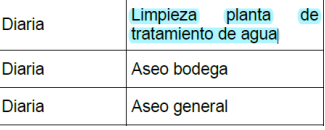 Diaria
Limpieza planta de
tratamiento de agua
Diaria
Aseo bodega
Diaria
Aseo general